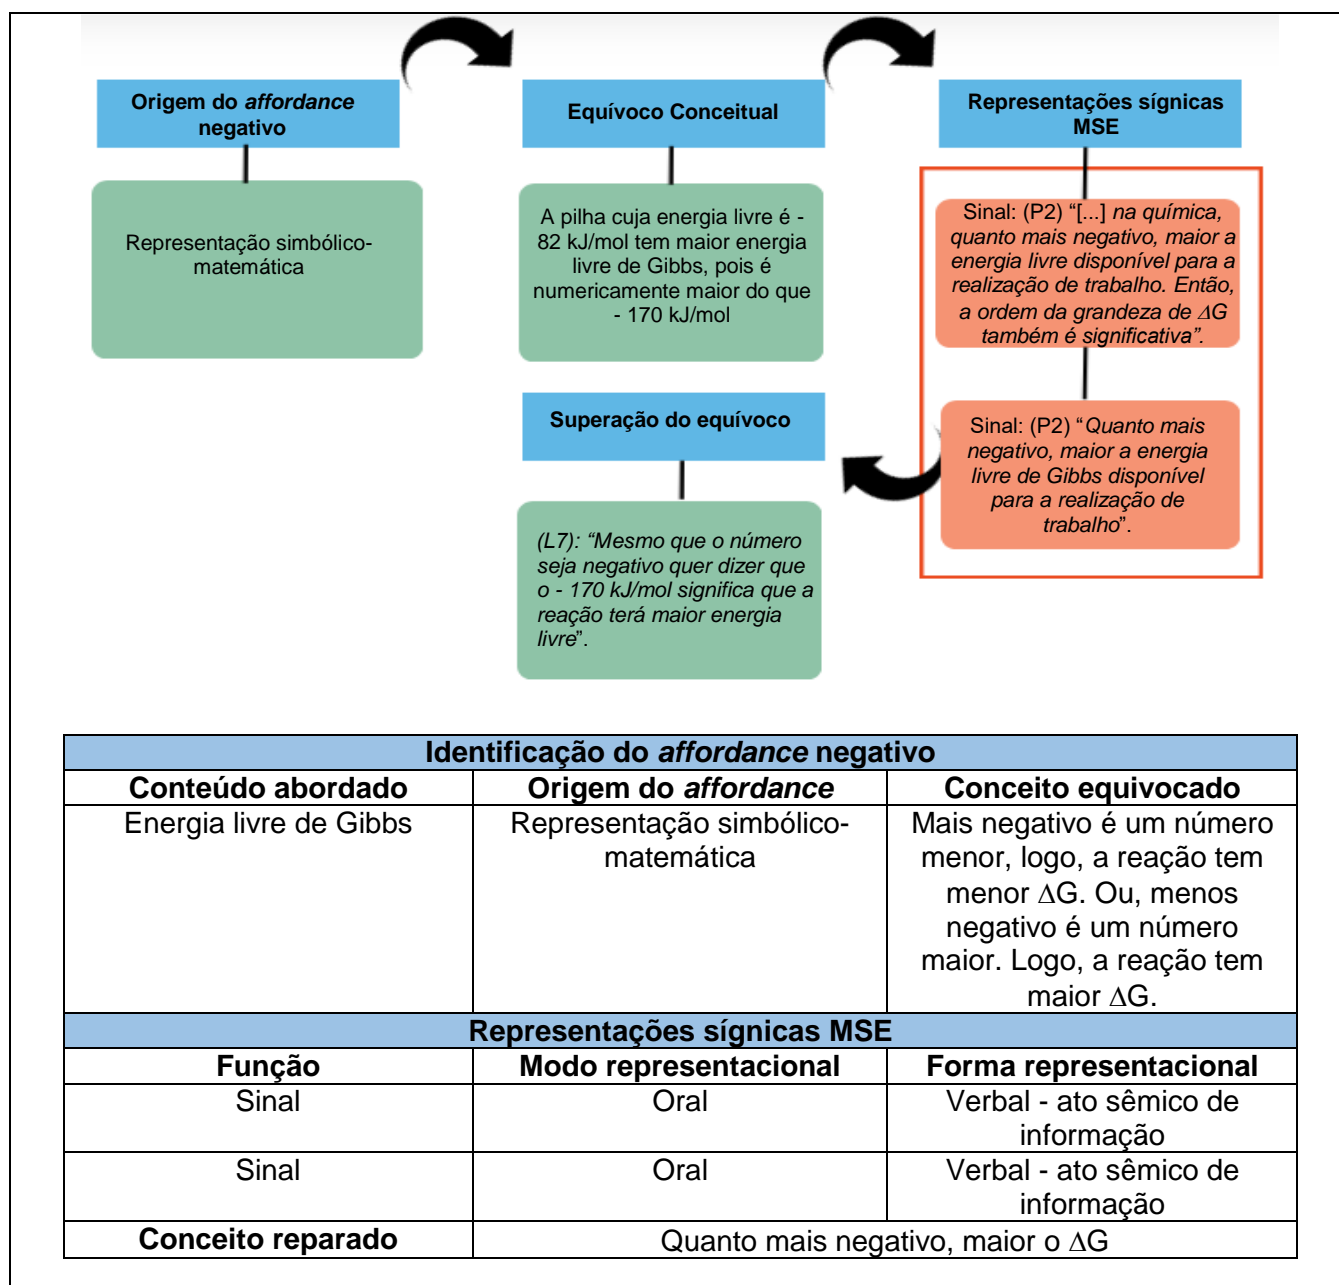 Origem do affordance
negativo
Equívoco Conceitual
Representações sígnicas
MSE
Representação simbólico-
matemática
A pilha cuja energia livre é -
82 kJ/mol tem maior energia
livre de Gibbs, pois é
numericamente maior do que
- 170 kJ/mol
Sinal: (P2) “[...] na química,
quanto mais negativo, maior a
energia livre disponível para a
realização de trabalho. Então,
a ordem da grandeza de ∆G
também é significativa”.
Sinal: (P2) “Quanto mais
negativo, maior a energia
livre de Gibbs disponível
para a realização de
trabalho”.
Superação do equívoco
(L7): “Mesmo que o número
seja negativo quer dizer que
o - 170 kJ/mol significa que a
reação terá maior energia
livre”.
Identificação do affordance negativo
Conteúdo abordado
Origem do affordance
Conceito equivocado
Energia livre de Gibbs
Representação simbólico-
matemática
Mais negativo é um número
menor, logo, a reação tem
menor ∆G. Ou, menos
negativo é um número
maior. Logo, a reação tem
maior ∆G.
Representações sígnicas MSE
Função
Modo representacional
Forma representacional
Sinal
Oral
Verbal - ato sêmico de
informação
Sinal
Oral
Verbal - ato sêmico de
informação
Conceito reparado
Quanto mais negativo, maior o ∆G